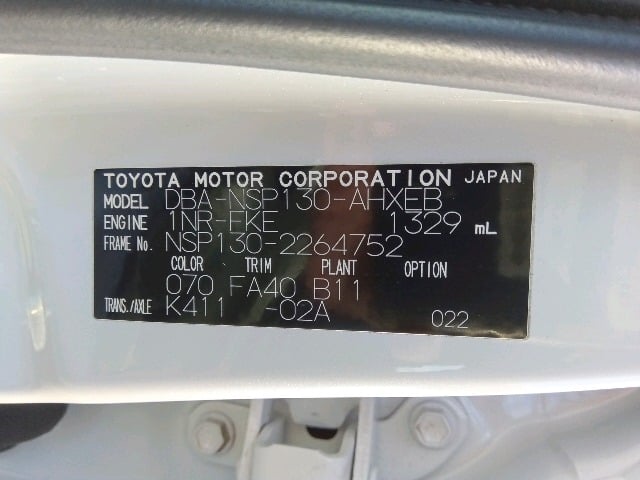 TOYOTA MOTOR CORPORATION JAPAN
MODEL DBA-NSP130-AHXEB
ENGINE 1NR-FKE 1329 mL
FRAME No. NSP130-2264752
COLOR TRIM PLANT OPTION
070 FA40 B11
TRANS./AXLE K411 -02A 022